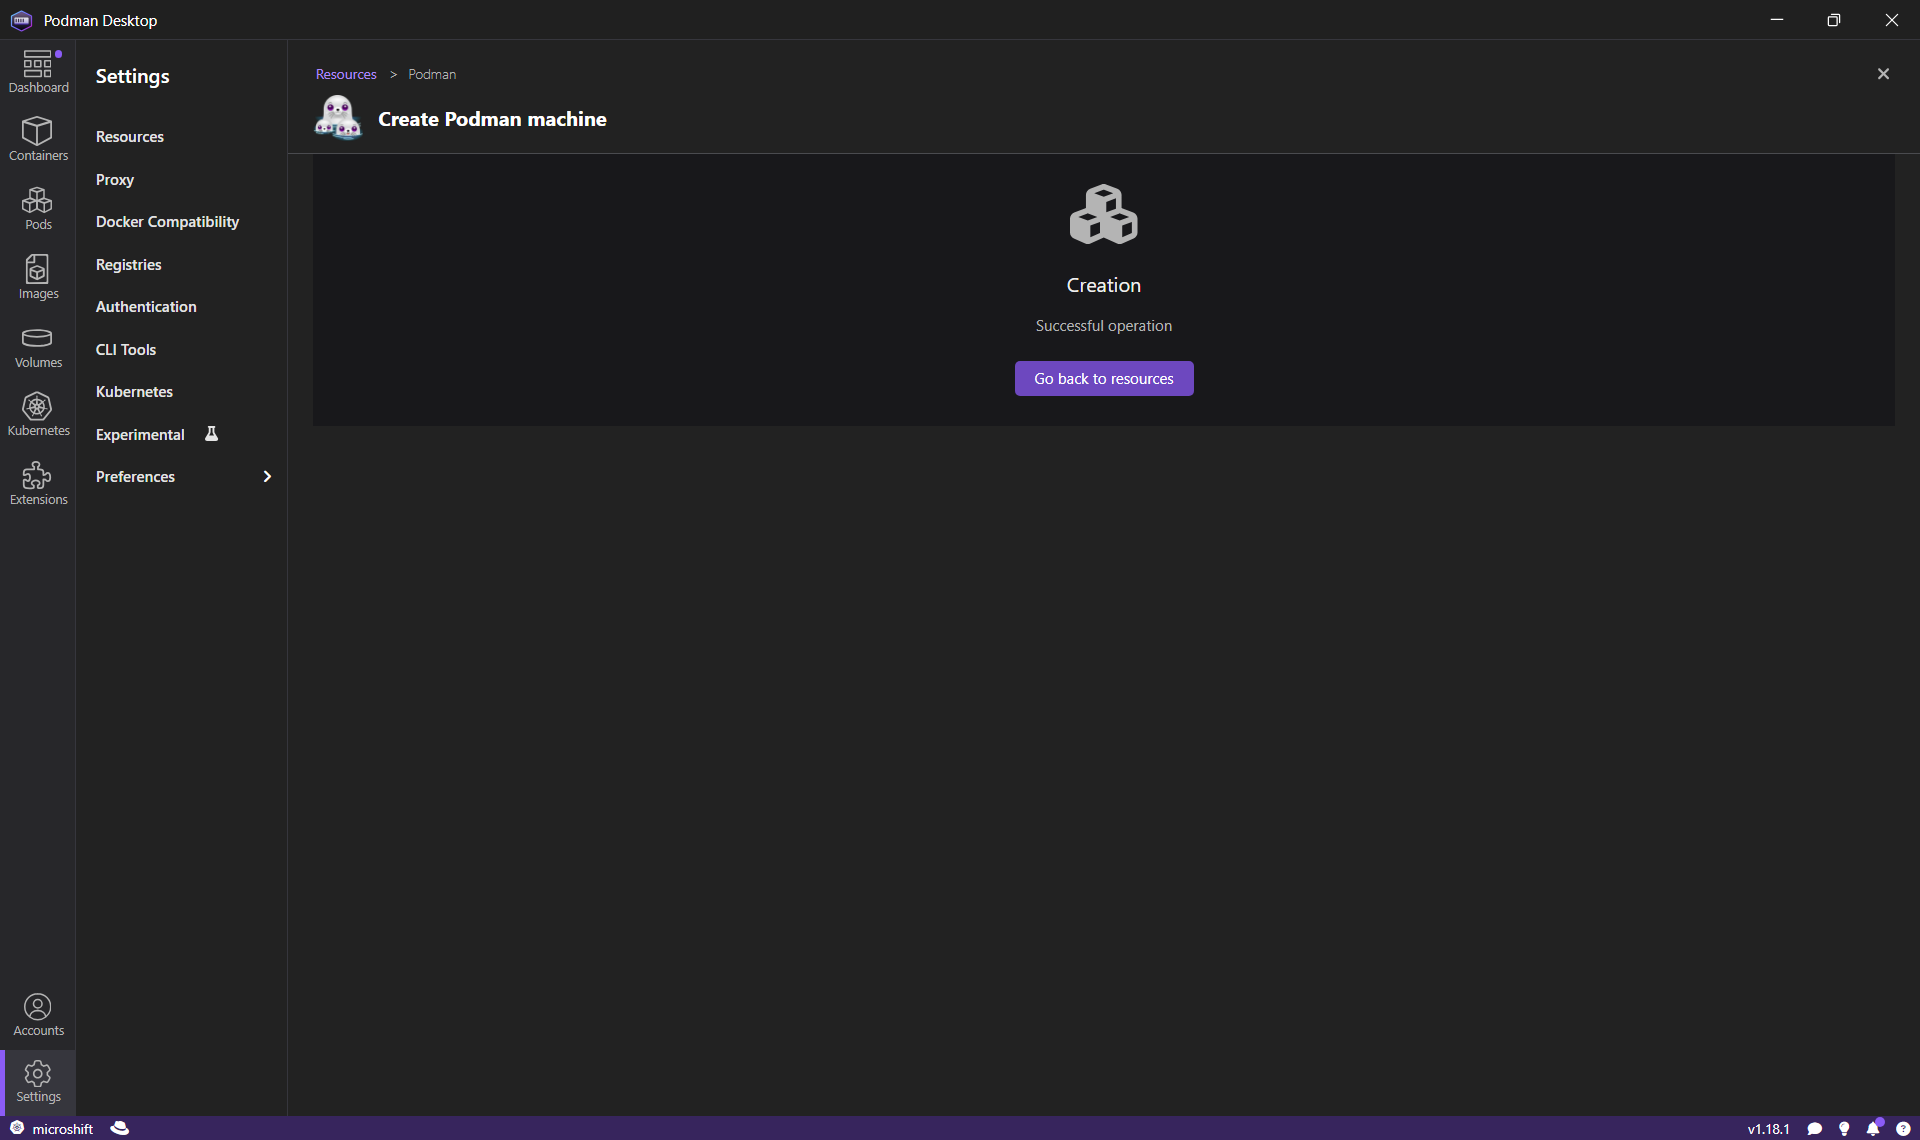 Podman Desktop
Dashboard
Containers
Pods
Images
Volumes
Kubernetes
Extensions
Accounts
Settings
Settings
Resources
Proxy
Docker Compatibility
Registries
Authentication
CLI Tools
Kubernetes
Experimental
Preferences
Resources > Podman
Create Podman machine
Creation
Successful operation
Go back to resources
microshift
v1.18.1